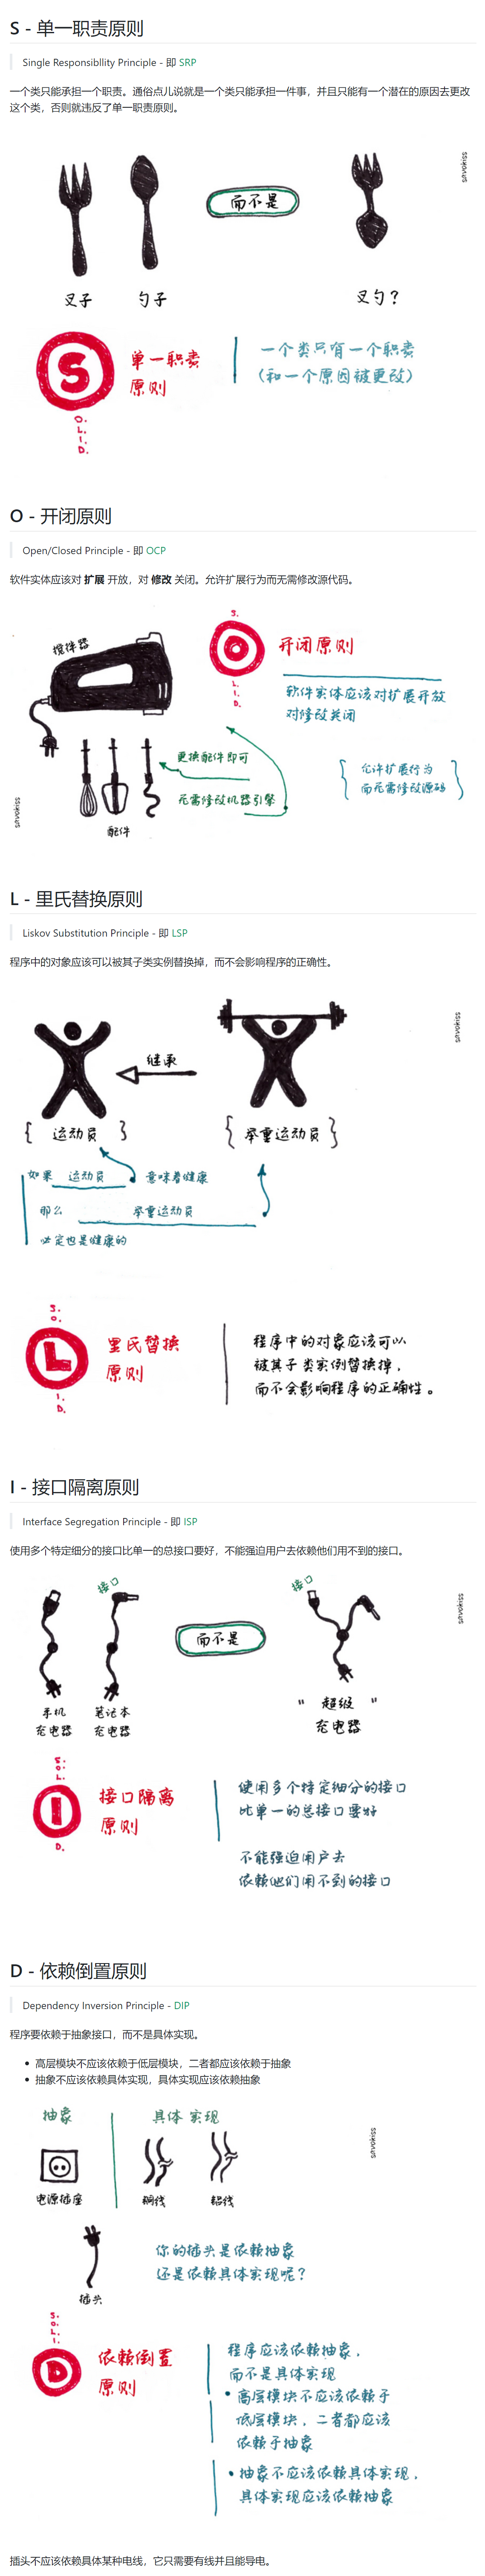 S - 单一职责原则
Single Responsibility Principle - 即 SRP
一个类只能承担一个职责。通俗点儿说就是一个类只能承担一件事，并且只能有一个潜在的原因去更改
这个类，否则就违反了单一职责原则。
叉子
勺子
而不是
叉勺？
S
O.
L.
I.
D.
单一职责
原则
一个类只有一个职责
（和一个原因被更改）
O - 开闭原则
Open/Closed Principle - 即 OCP
软件实体应该对 扩展 开放，对 修改 关闭。允许扩展行为而无需修改源代码。
搅拌器
配件
更换配件即可
无需修改机器引擎
S.
O
L.
I.
D.
开闭原则
软件实体应该对扩展开放
对修改关闭
允许扩展行为
而无需修改源码
L - 里氏替换原则
Liskov Substitution Principle - 即 LSP
程序中的对象应该可以被其子类实例替换掉，而不会影响程序的正确性。
继承
{ 运动员 }
{ 举重运动员 }
如果 运动员 意味着健康
那么 举重运动员
必定也是健康的
S.
O.
L
I.
D.
里氏替换
原则
程序中的对象应该可以
被其子类实例替换掉，
而不会影响程序的正确性。
I - 接口隔离原则
Interface Segregation Principle - 即 ISP
使用多个特定细分的接口比单一的总接口要好，不能强迫用户去依赖他们用不到的接口。
接口
手机
充电器
笔记本
充电器
而不是
接口
" 超级 "
充电器
S.
O.
L.
I
D.
接口隔离
原则
使用多个特定细分的接口
比单一的总接口要好
不能强迫用户去
依赖他们用不到的接口
D - 依赖倒置原则
Dependency Inversion Principle - DIP
程序要依赖于抽象接口，而不是具体实现。
• 高层模块不应该依赖于低层模块，二者都应该依赖于抽象
• 抽象不应该依赖具体实现，具体实现应该依赖抽象
抽象
具体实现
电源插座
铜线
铝线
插头
你的插头是依赖抽象
还是依赖具体实现呢？
S.
O.
L.
I.
D
依赖倒置
原则
程序应该依赖抽象，
而不是具体实现
• 高层模块不应该依赖于
低层模块，二者都应该
依赖于抽象
• 抽象不应该依赖具体实现，
具体实现应该依赖抽象
插头不应该依赖具体某种电线，它只需要有线并且能导电。